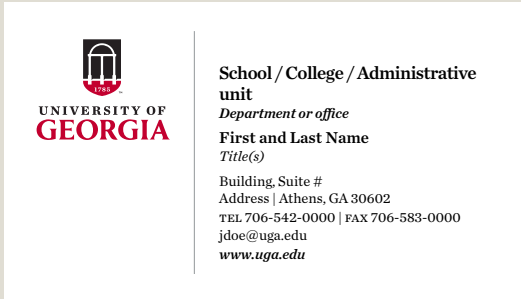 1785
UNIVERSITY OF
GEORGIA
School / College / Administrative
unit
Department or office
First and Last Name
Title(s)
Building, Suite #
Address | Athens, GA 30602
TEL 706-542-0000 | FAX 706-583-0000
jdoe@uga.edu
www.uga.edu